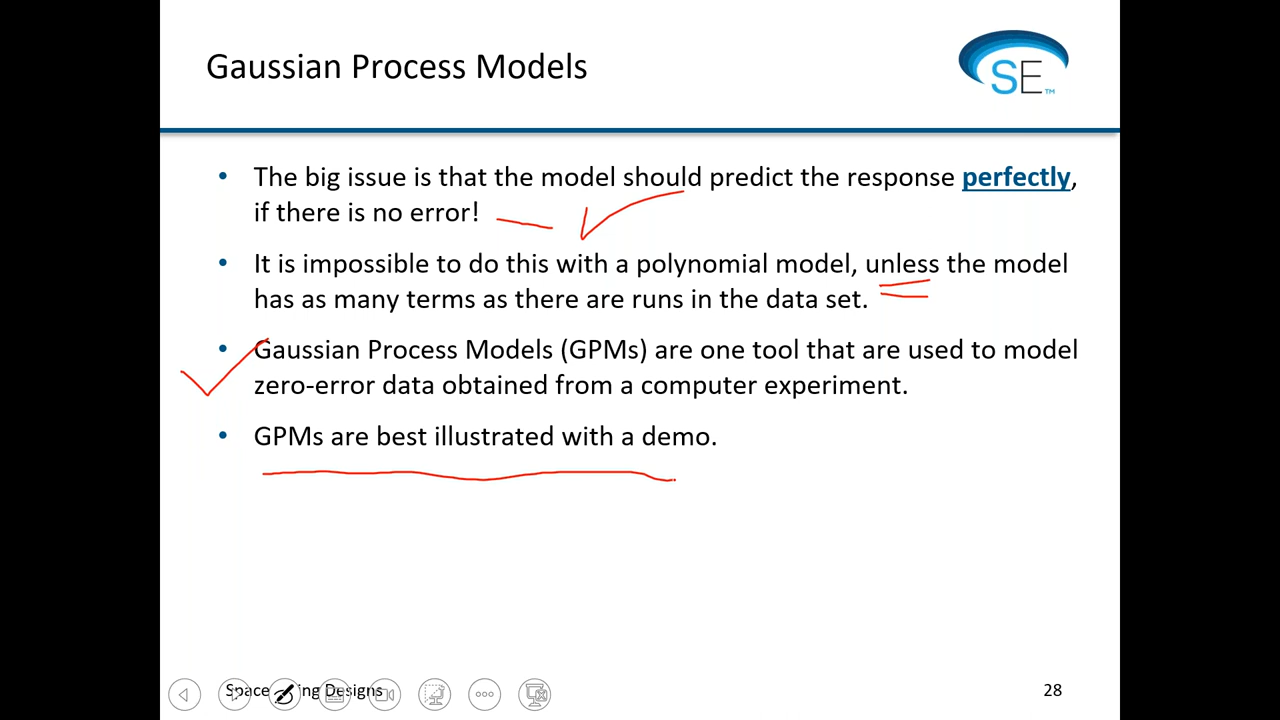 Gaussian Process Models
SE™
• The big issue is that the model should predict the response perfectly,
if there is no error!
• It is impossible to do this with a polynomial model, unless the model
has as many terms as there are runs in the data set.
• Gaussian Process Models (GPMs) are one tool that are used to model
zero-error data obtained from a computer experiment.
• GPMs are best illustrated with a demo.
Designs
28